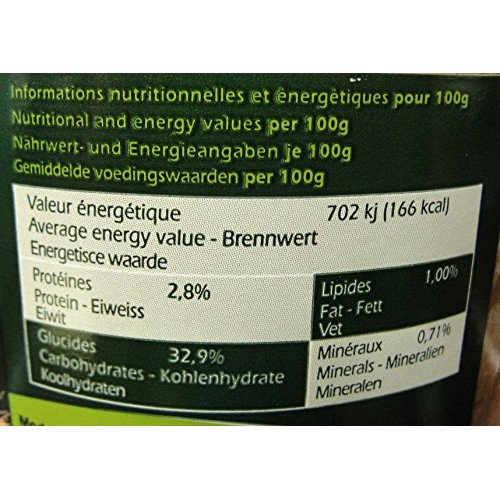 Informations nutritionnelles et énergétiques pour 100g
Nutritional and energy values per 100g
Nährwert- und Energieangaben je 100g
Gemiddelde voedingswaarden per 100g
Valeur énergétique 702 kj (166 kcal)
Average energy value - Brennwert
Energetisce waarde
Protéines 2,8%
Protein - Eiweiss
Eiwit
Lipides 1,00%
Fat - Fett
Vet
Glucides 32,9%
Carbohydrates - Kohlenhydrate
Koolhydraten
Minéraux 0,71%
Minerals - Mineralien
Mineralen